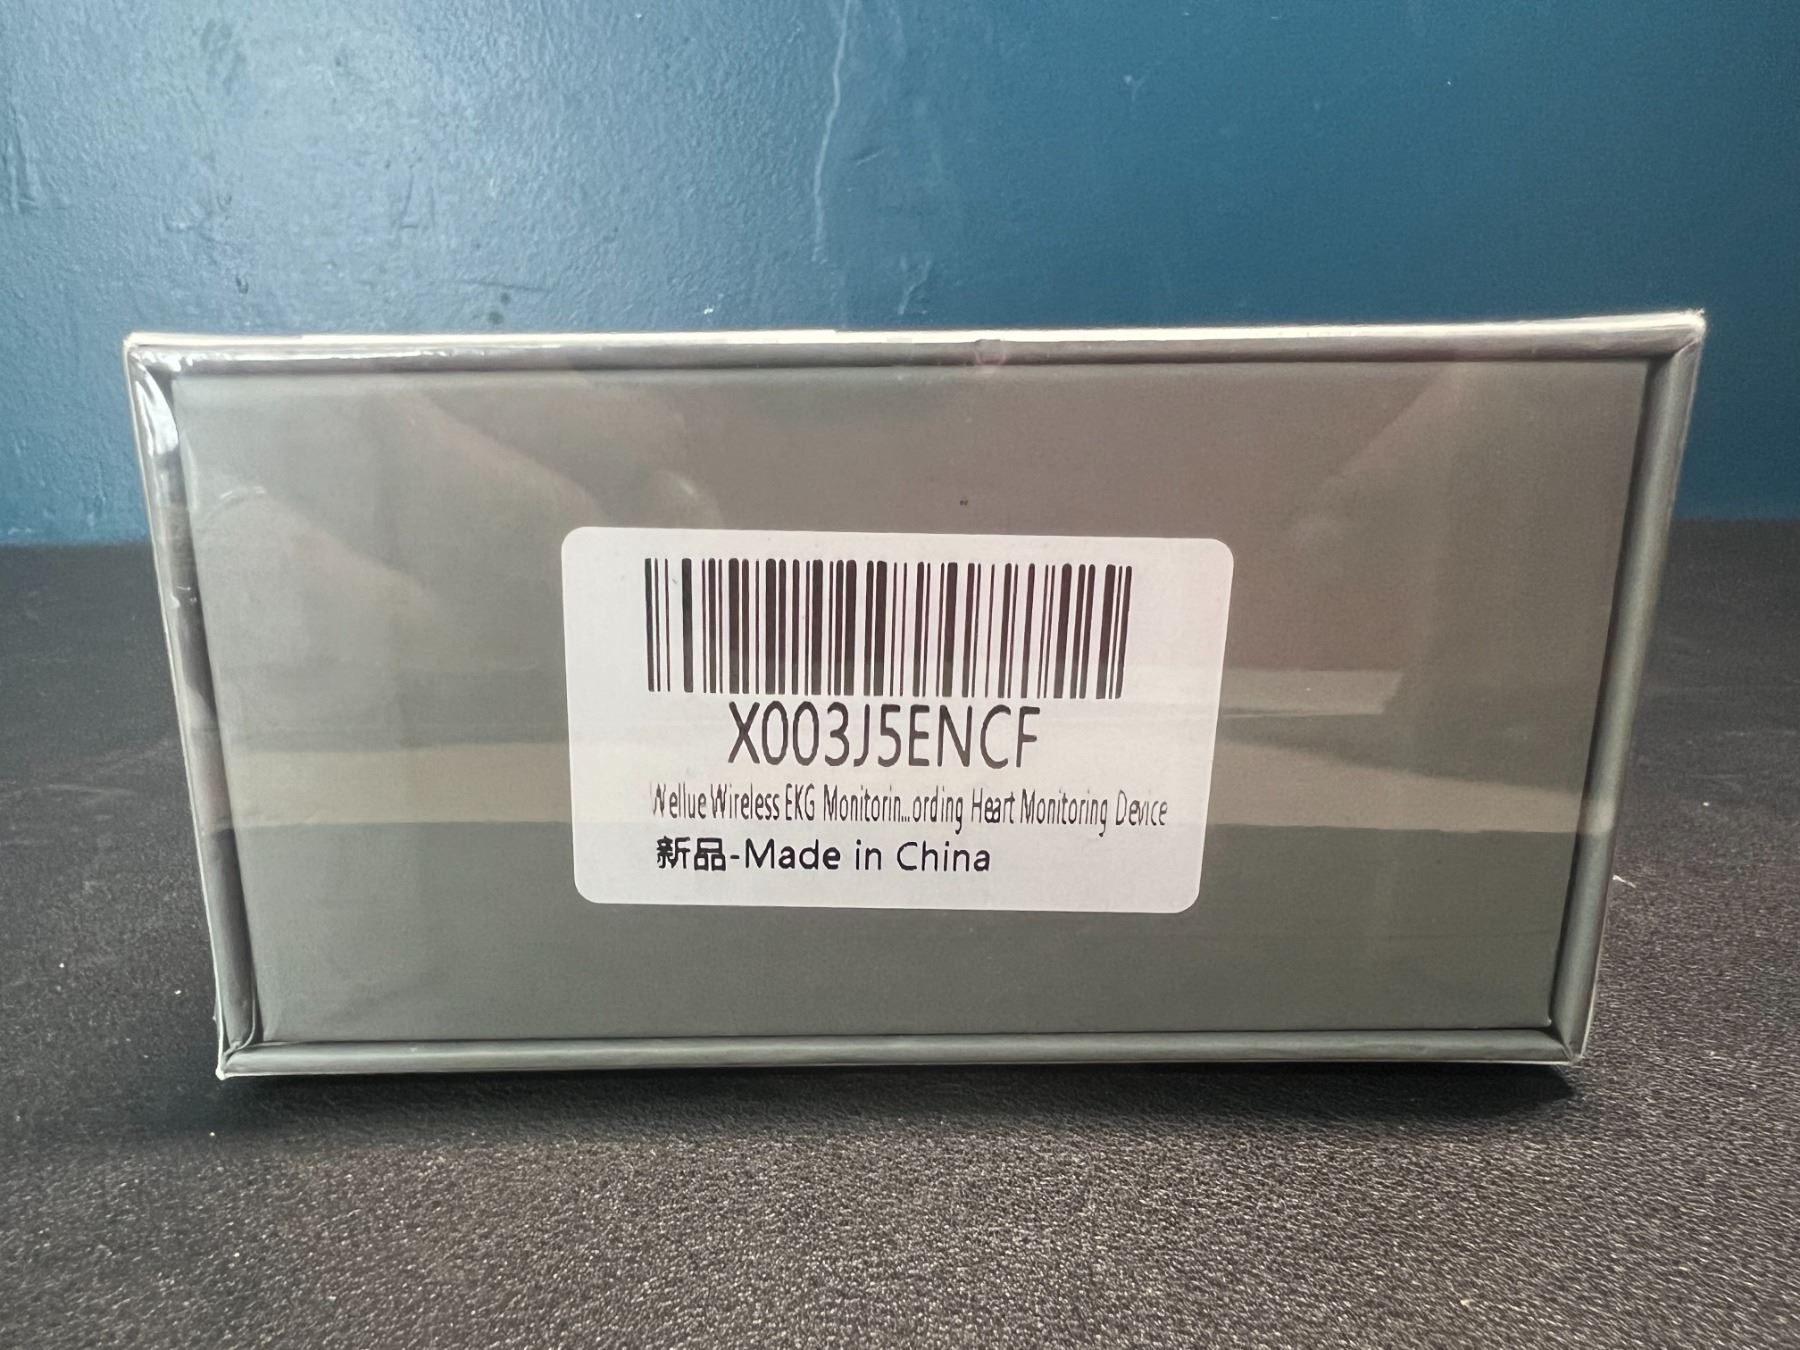 X003J5ENCF
Wellue Wireless EKG Monitorin...ording Heart Monitoring Device
新品-Made in China